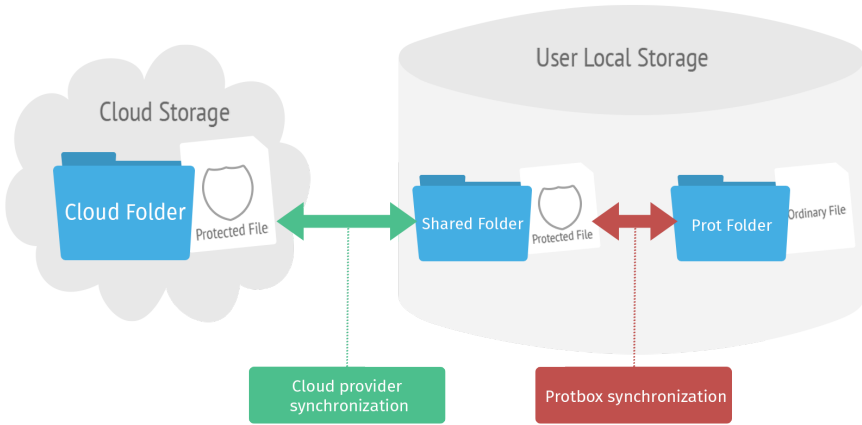 User Local Storage
Cloud Storage
Cloud Folder
Protected File
Shared Folder
Protected File
Prot Folder
Ordinary File
Cloud provider
synchronization
Protbox synchronization